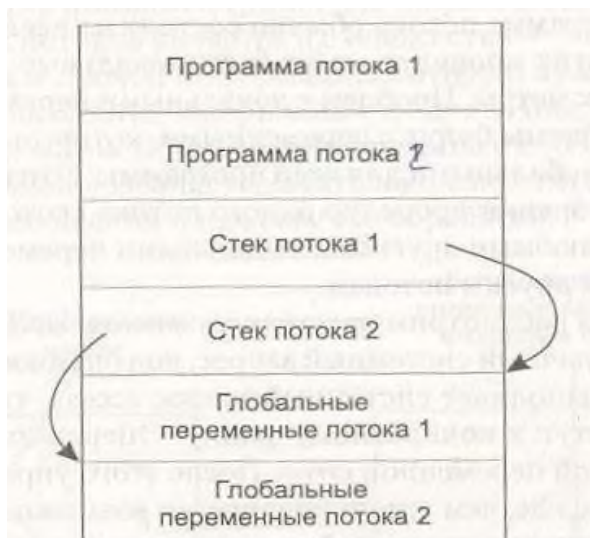 Программа потока 1
Программа потока 2
Стек потока 1
Стек потока 2
Глобальные
переменные потока 1
Глобальные
переменные потока 2